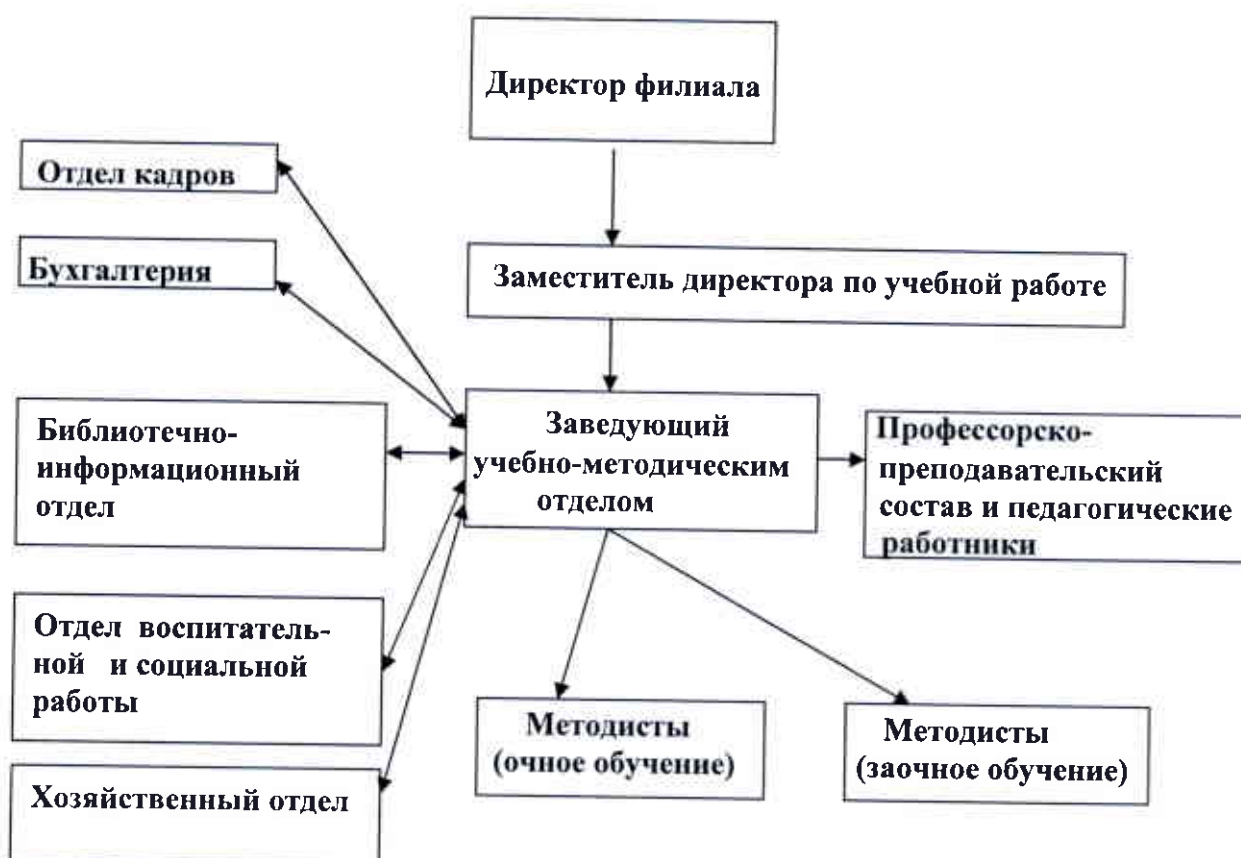 Директор филиала
Отдел кадров
Бухгалтерия
Заместитель директора по учебной работе
Библиотечно-
информационный
отдел
Заведующий
учебно-методическим
отделом
Профессорско-
преподавательский
состав и педагогические
работники
Отдел воспитатель-
ной и социальной
работы
Методисты
(очное обучение)
Методисты
(заочное обучение)
Хозяйственный отдел